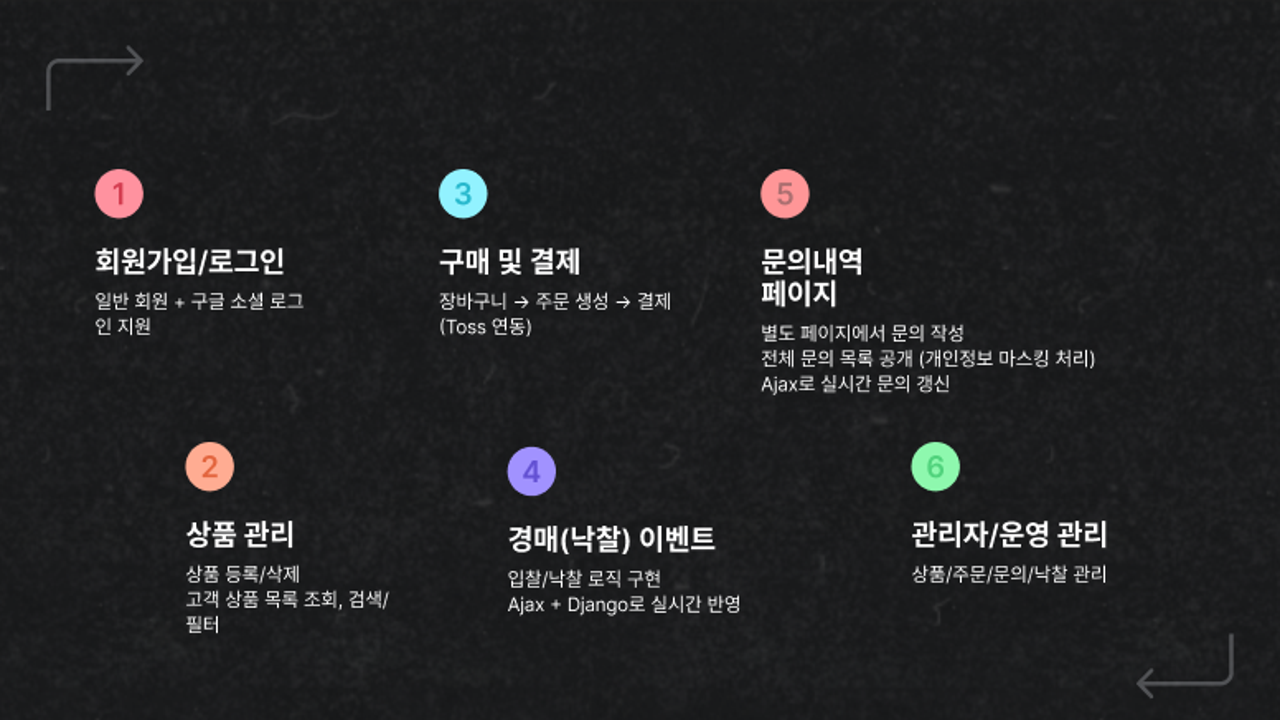 1
회원가입/로그인
일반 회원 + 구글 소셜 로그
인 지원
2
상품 관리
상품 등록/삭제
고객 상품 목록 조회, 검색/
필터
3
구매 및 결제
장바구니 → 주문 생성 → 결제
(Toss 연동)
4
경매(낙찰) 이벤트
입찰/낙찰 로직 구현
Ajax + Django로 실시간 반영
5
문의내역
페이지
별도 페이지에서 문의 작성
전체 문의 목록 공개 (개인정보 마스킹 처리)
Ajax로 실시간 문의 갱신
6
관리자/운영 관리
상품/주문/문의/낙찰 관리